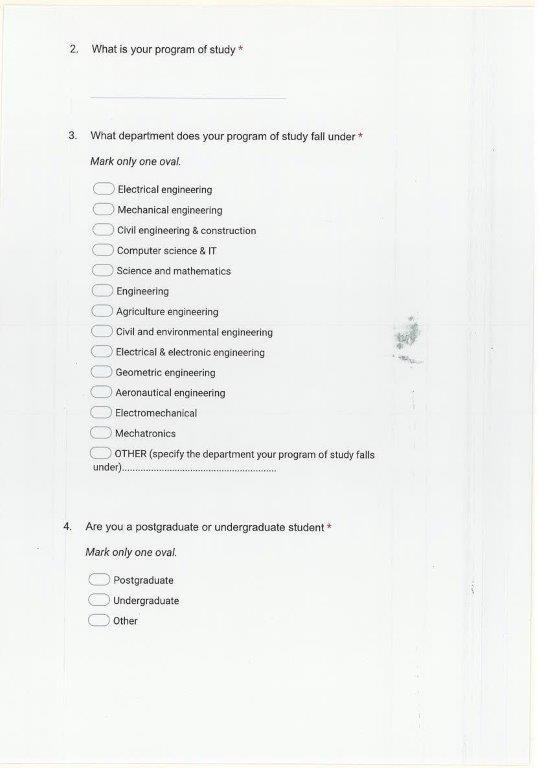 2. What is your program of study *
3. What department does your program of study fall under *
Mark only one oval.
Electrical engineering
Mechanical engineering
Civil engineering & construction
Computer science & IT
Science and mathematics
Engineering
Agriculture engineering
Civil and environmental engineering
Electrical & electronic engineering
Geometric engineering
Aeronautical engineering
Electromechanical
Mechatronics
OTHER (specify the department your program of study falls
under)..........................................................
4. Are you a postgraduate or undergraduate student *
Mark only one oval.
Postgraduate
Undergraduate
Other